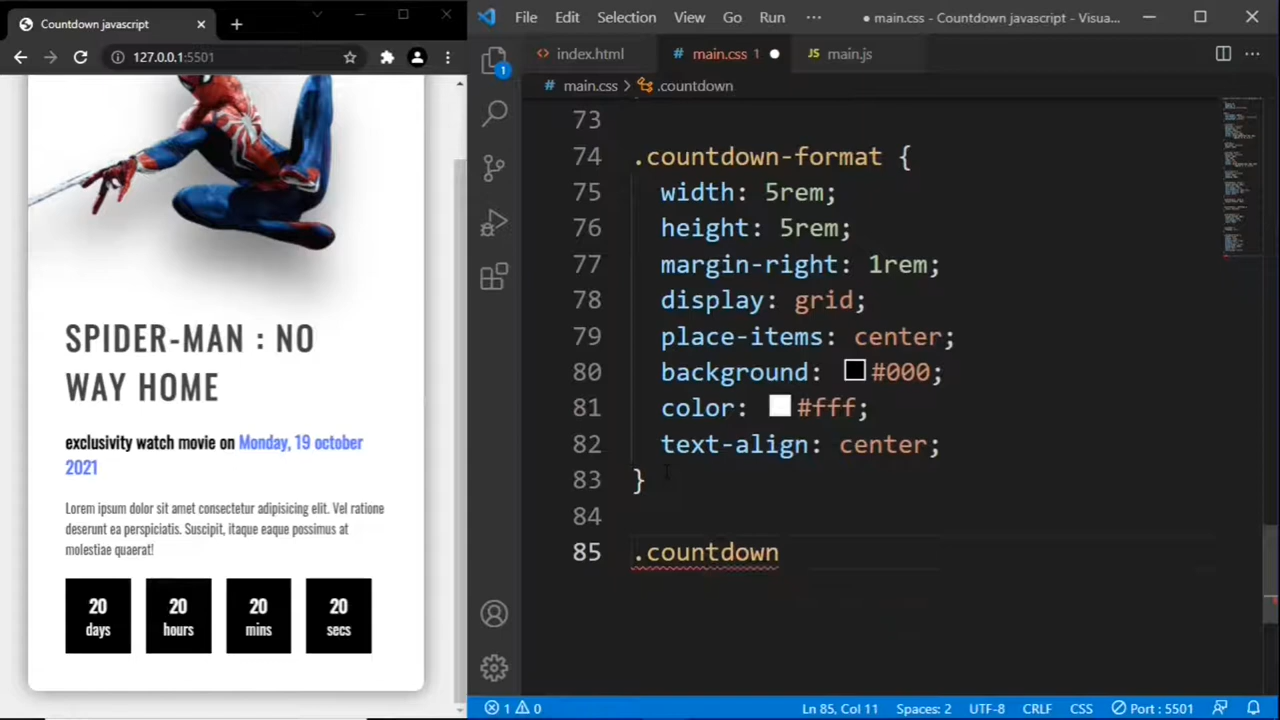 Countdown javascript
127.0.0.1:5501
SPIDER-MAN : NO
WAY HOME
exclusivity watch movie on Monday, 19 october
2021
Lorem ipsum dolor sit amet consectetur adipisicing elit. Vel ratione
deserunt ea perspiciatis. Suscipit, itaque eaque possimus at
molestiae quaerat!
20 20 20 20
days hours mins secs
File Edit Selection View Go Run ··· main.css - Countdown javascript - Visua...
index.html # main.css 1 JS main.js
# main.css > .countdown
1
73
74 .countdown-format {
75 width: 5rem;
76 height: 5rem;
77 margin-right: 1rem;
78 display: grid;
79 place-items: center;
80 background: #000;
81 color: #fff;
82 text-align: center;
83 }
84
85 .countdown
1 0 Ln 85, Col 11 Spaces: 2 UTF-8 CRLF CSS Port : 5501